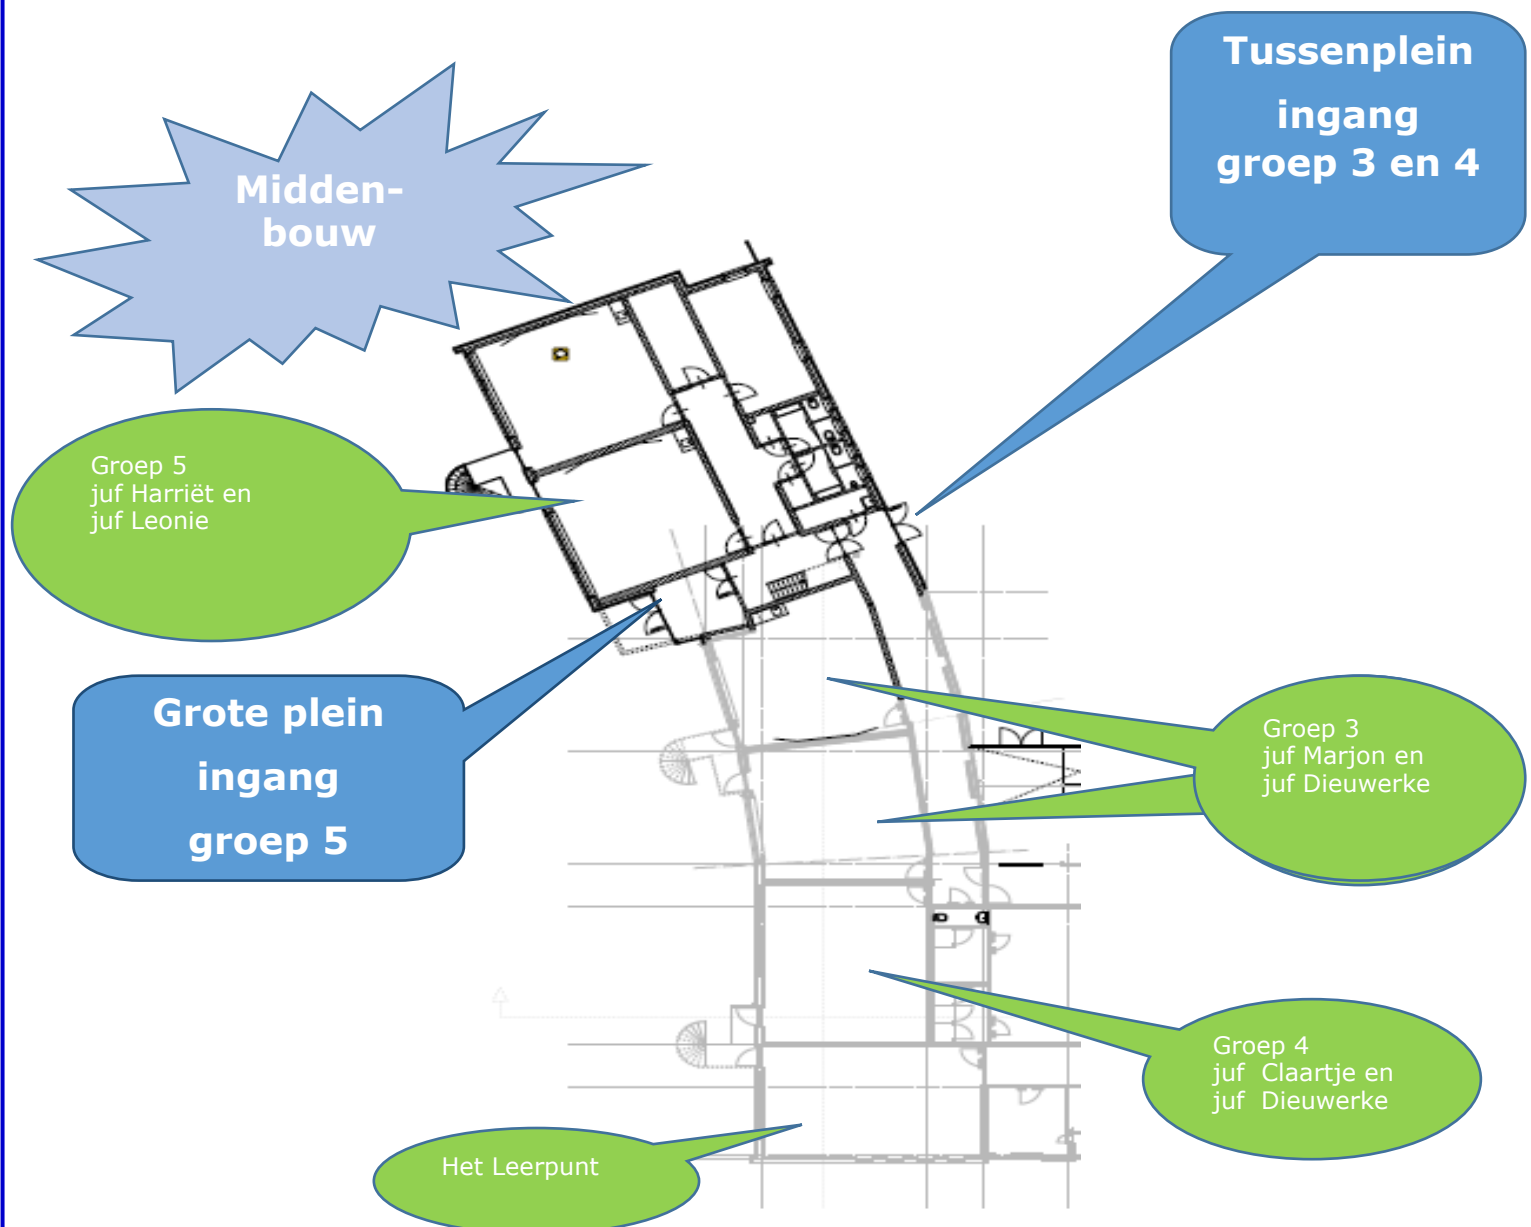 Tussenplein
ingang
groep 3 en 4
Midden-
bouw
Groep 5
juf Harriët en
juf Leonie
Grote plein
ingang
groep 5
Groep 3
juf Marjon en
juf Dieuwerke
Groep 4
juf  Claartje en
juf  Dieuwerke
Het Leerpunt